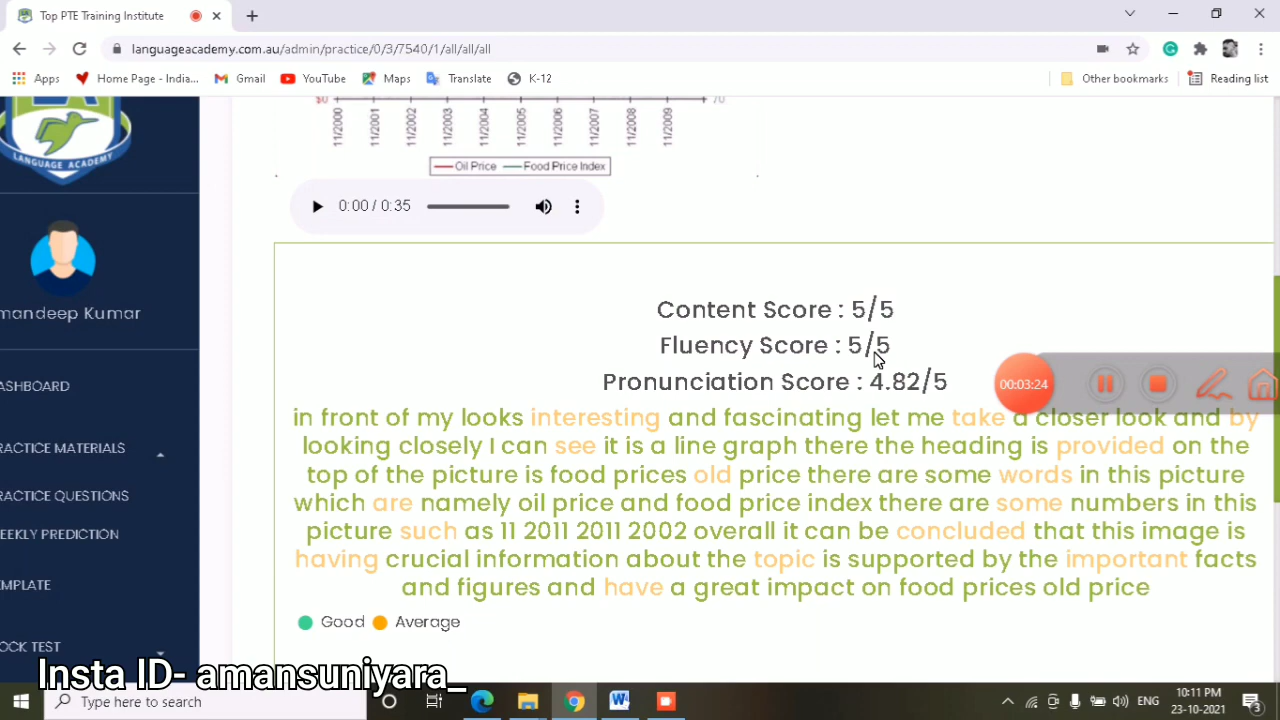 Top PTE Training Institute
languageacademy.com.au/admin/practice/0/3/7540/1/all/all/all
Apps Home Page - India... Gmail YouTube Maps Translate K-12 Other bookmarks Reading list
$0 70
11/2000 11/2001 11/2002 11/2003 11/2004 11/2005 11/2006 11/2007 11/2008 11/2009
Oil Price Food Price Index
LANGUAGE ACADEMY
0:00 / 0:35
mandeep Kumar
Content Score : 5/5
Fluency Score : 5/5
Pronunciation Score : 4.82/5
00:03:24
in front of my looks interesting and fascinating let me take a closer look and by
looking closely I can see it is a line graph there the heading is provided on the
top of the picture is food prices old price there are some words in this picture
which are namely oil price and food price index there are some numbers in this
picture such as 11 2011 2011 2002 overall it can be concluded that this image is
having crucial information about the topic is supported by the important facts
and figures and have a great impact on food prices old price
Good Average
ASHBOARD
RACTICE MATERIALS
RACTICE QUESTIONS
EEKLY PREDICTION
EMPLATE
OCK TEST
Insta ID- amansuniyara_
Type here to search
ENG
10:11 PM
23-10-2021
3